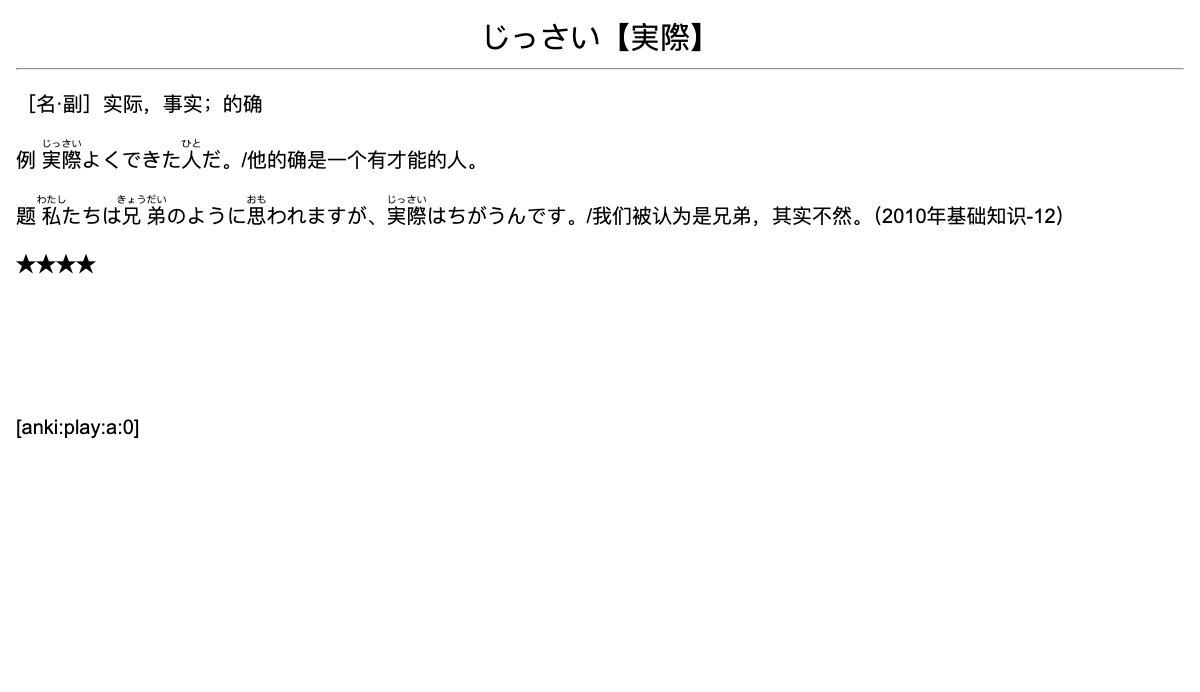 じっさい【実際】
［名·副］实际，事实；的确
じっさい ひと
例 実際よくできた人だ。/他的确是一个有才能的人。
わたし きょうだい おも じっさい
题 私たちは兄弟のように思われますが、実際はちがうんです。/我们被认为是兄弟，其实不然。（2010年基础知识-12）
★★★★
[anki:play:a:0]